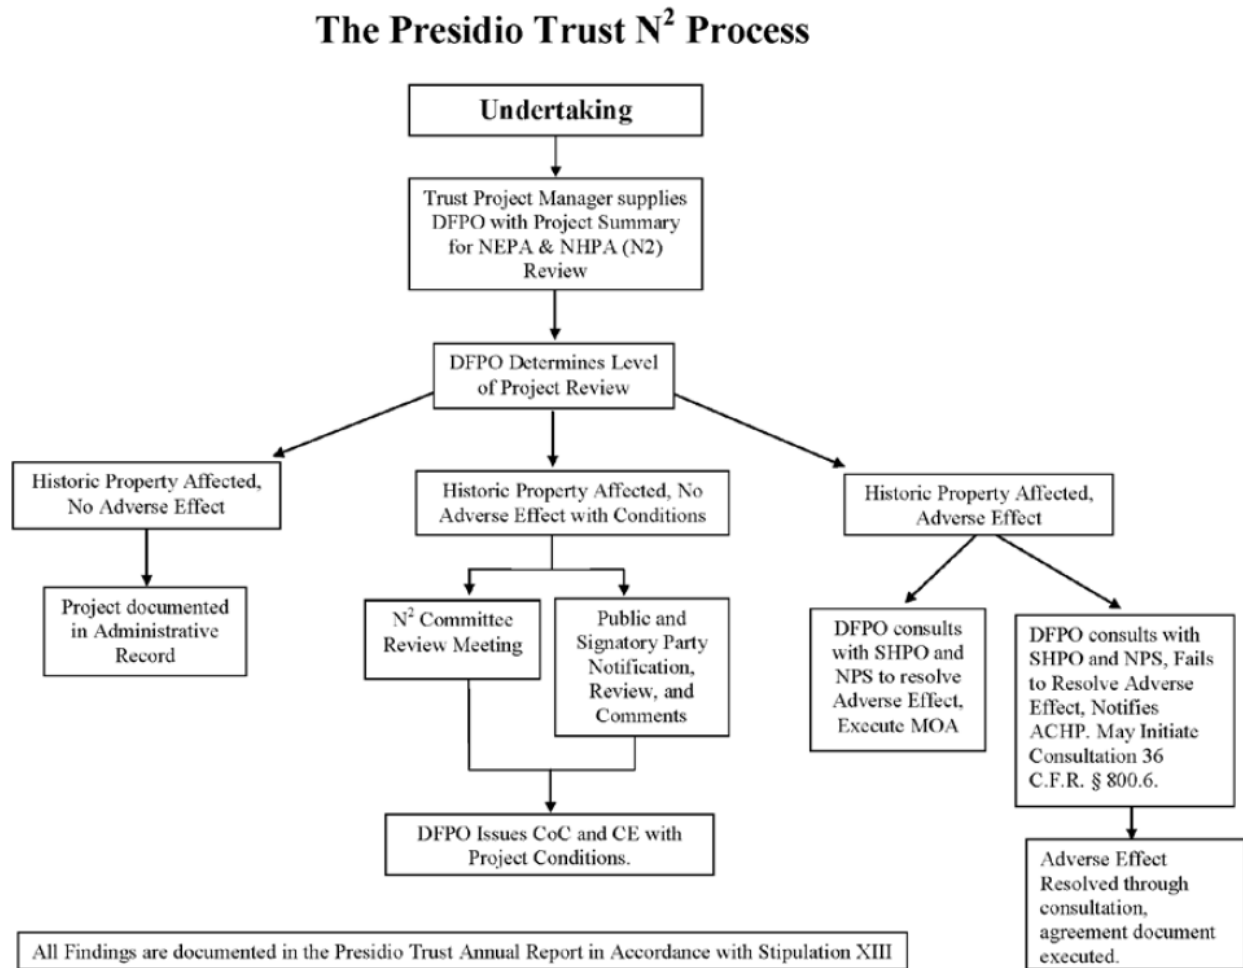 The Presidio Trust N² Process
Undertaking
Trust Project Manager supplies
DFPO with Project Summary
for NEPA & NHPA (N2)
Review
DFPO Determines Level
of Project Review
Historic Property Affected,
No Adverse Effect
Historic Property Affected, No
Adverse Effect with Conditions
Historic Property Affected,
Adverse Effect
Project documented
in Administrative
Record
N² Committee
Review Meeting
Public and
Signatory Party
Notification,
Review, and
Comments
DFPO consults
with SHPO and
NPS to resolve
Adverse Effect,
Execute MOA
DFPO consults with
SHPO and NPS, Fails
to Resolve Adverse
Effect, Notifies
ACHP. May Initiate
Consultation 36
C.F.R. § 800.6.
DFPO Issues CoC and CE with
Project Conditions.
Adverse Effect
Resolved through
consultation,
agreement document
executed.
All Findings are documented in the Presidio Trust Annual Report in Accordance with Stipulation XIII